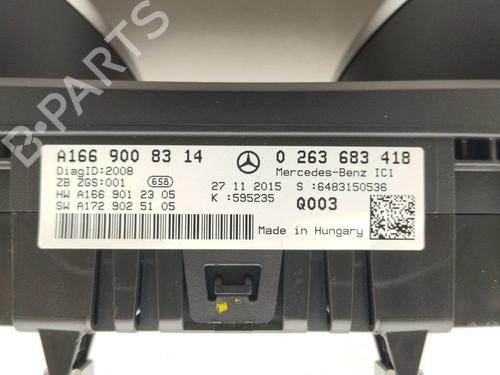 A166 900 83 14
0 263 683 418
DiagID:2008
Mercedes-Benz IC1
ZB ZGS:001 658
27 11 2015 S :6483150536
HW A166 901 23 05
K :595235 Q003
SW A172 902 51 05
Made in Hungary
B-PARTS